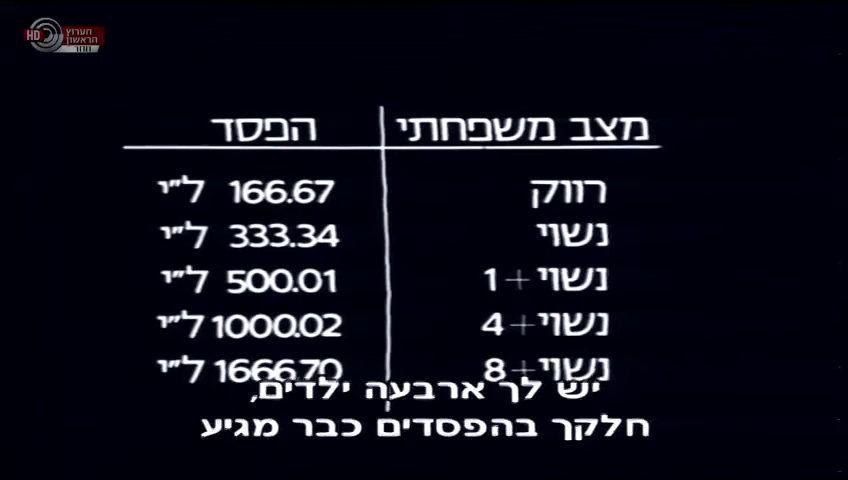 HD הערוץ הראשון
מצב משפחתי הפסד
רווק 166.67 ל"י
נשוי 333.34 ל"י
נשוי+1 500.01 ל"י
נשוי+4 1000.02 ל"י
נשוי+8 1666.70 ל"י
יש לך ארבעה ילדים,
חלקך בהפסדים כבר מגיע